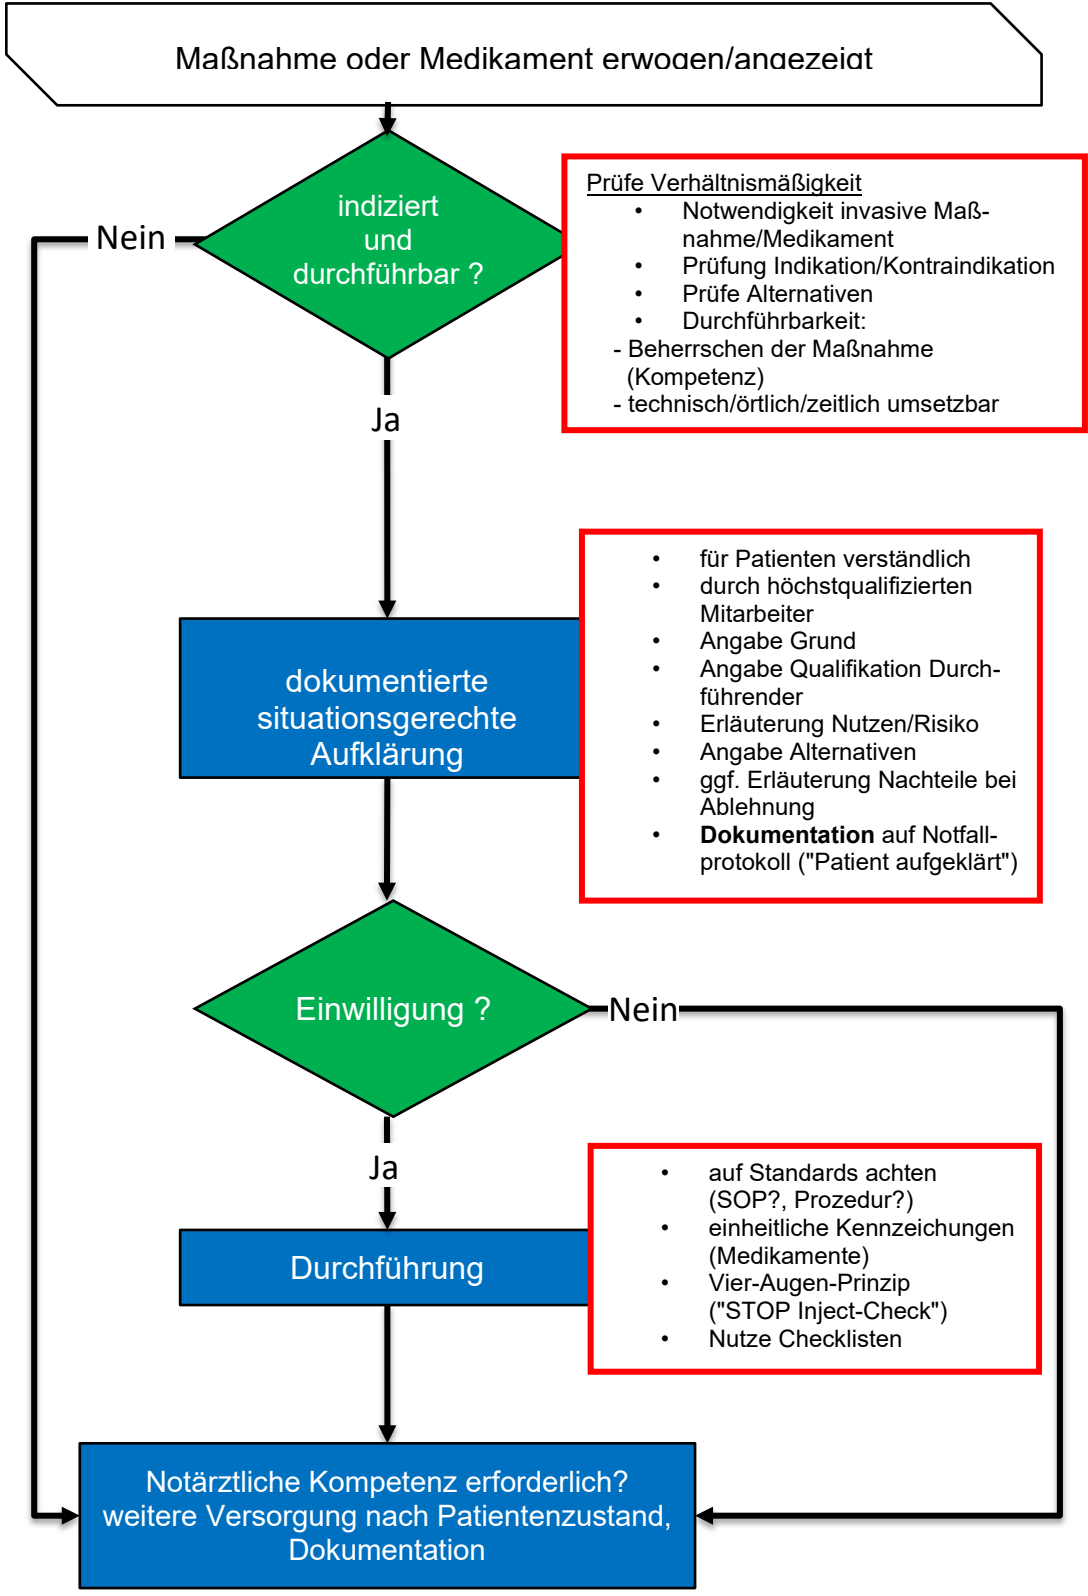 Maßnahme oder Medikament erwogen/angezeigt
indiziert
und
durchführbar ?
Nein
Prüfe Verhältnismäßigkeit
• Notwendigkeit invasive Maß-
nahme/Medikament
• Prüfung Indikation/Kontraindikation
• Prüfe Alternativen
• Durchführbarkeit:
- Beherrschen der Maßnahme
(Kompetenz)
- technisch/örtlich/zeitlich umsetzbar
Ja
dokumentierte
situationsgerechte
Aufklärung
• für Patienten verständlich
• durch höchstqualifizierten
Mitarbeiter
• Angabe Grund
• Angabe Qualifikation Durch-
führender
• Erläuterung Nutzen/Risiko
• Angabe Alternativen
• ggf. Erläuterung Nachteile bei
Ablehnung
• Dokumentation auf Notfall-
protokoll ("Patient aufgeklärt")
Einwilligung ?
Nein
Ja
Durchführung
• auf Standards achten
(SOP?, Prozedur?)
• einheitliche Kennzeichungen
(Medikamente)
• Vier-Augen-Prinzip
("STOP Inject-Check")
• Nutze Checklisten
Notärztliche Kompetenz erforderlich?
weitere Versorgung nach Patientenzustand,
Dokumentation